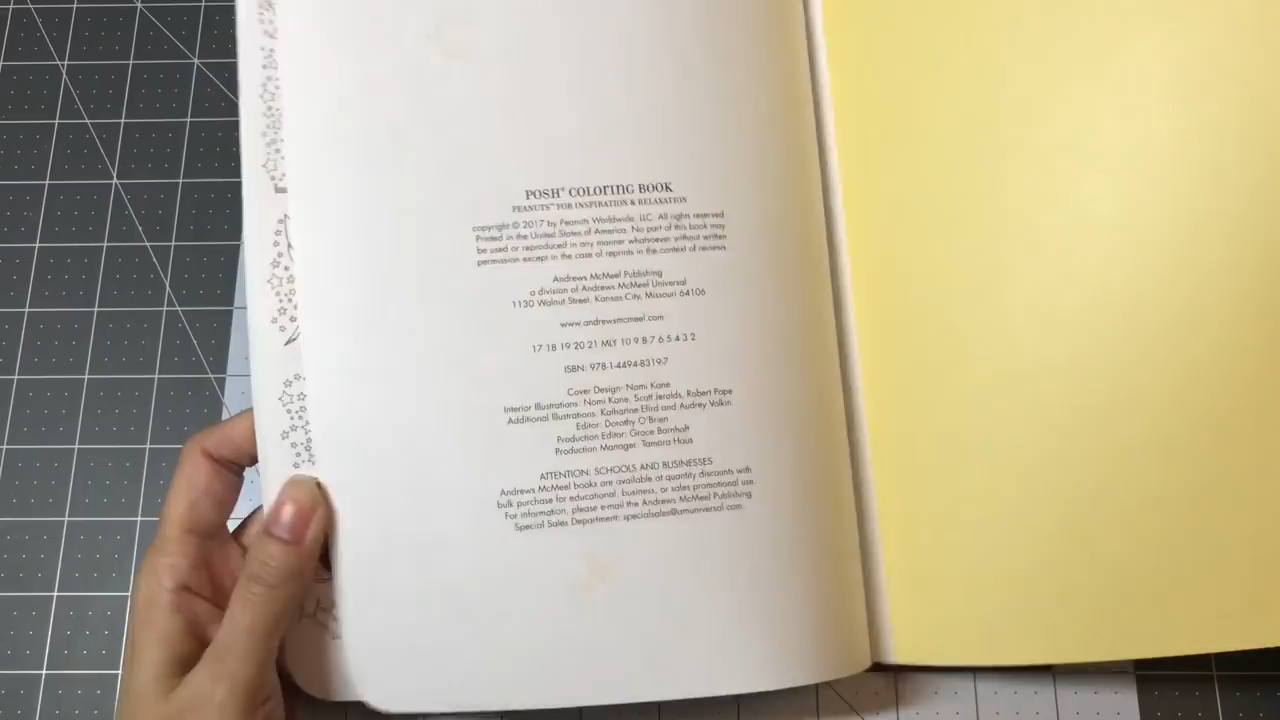 POSH® COLORING BOOK
PEANUTS™ FOR INSPIRATION & RELAXATION
copyright © 2017 by Peanuts Worldwide, LLC. All rights reserved
Printed in the United States of America. No part of this book may
be used or reproduced in any manner whatsoever without written
permission except in the case of reprints in the context of reviews
Andrews McMeel Publishing
a division of Andrews McMeel Universal
1130 Walnut Street, Kansas City, Missouri 64106
www.andrewsmcmeel.com
17 18 19 20 21 MLY 10 9 8 7 6 5 4 3 2
ISBN: 978-1-4494-8319-7
Cover Design: Nomi Kane
Interior Illustrations: Nomi Kane, Scott Jeralds, Robert Pope
Additional Illustrations: Katharine Efird and Audrey Volkin
Editor: Dorothy O'Brien
Production Editor: Grace Bornhoft
Production Manager: Tamara Haus
ATTENTION: SCHOOLS AND BUSINESSES
Andrews McMeel books are available at quantity discounts with
bulk purchase for educational, business, or sales promotional use.
For information, please e-mail the Andrews McMeel Publishing
Special Sales Department: specialsales@amuniversal.com.